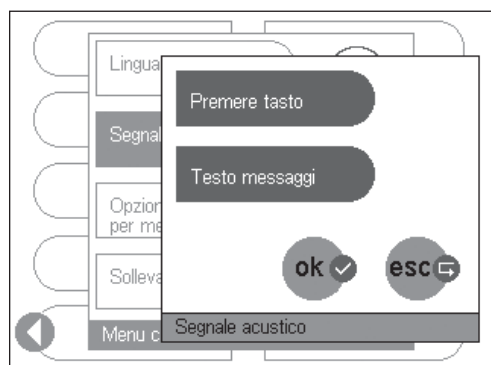 Lingua
Premere tasto
Segnal
Testo messaggi
Opzion
per me
Solleva
ok
esc
Menu c
Segnale acustico